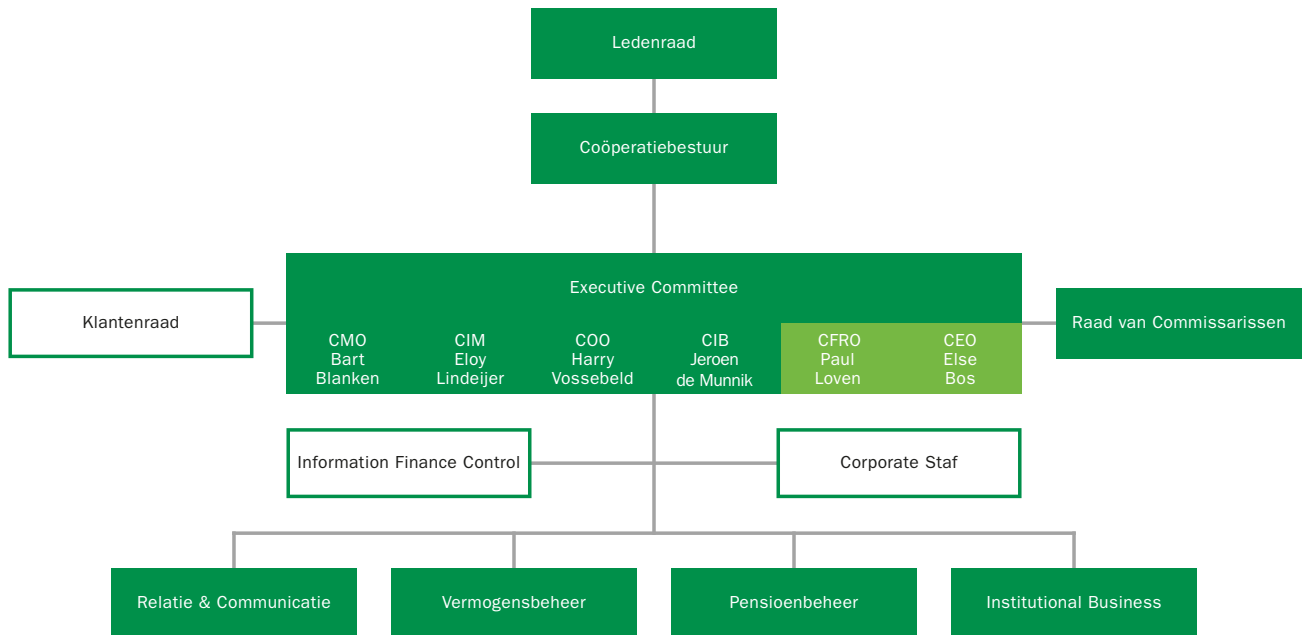 Ledenraad
Coöperatiebestuur
Executive Committee
Klantenraad
Raad van Commissarissen
CMO
Bart
Blanken
CIM
Eloy
Lindeijer
COO
Harry
Vossebeld
CIB
Jeroen
de Munnik
CFRO
Paul
Loven
CEO
Else
Bos
Information Finance Control
Corporate Staf
Relatie & Communicatie
Vermogensbeheer
Pensioenbeheer
Institutional Business